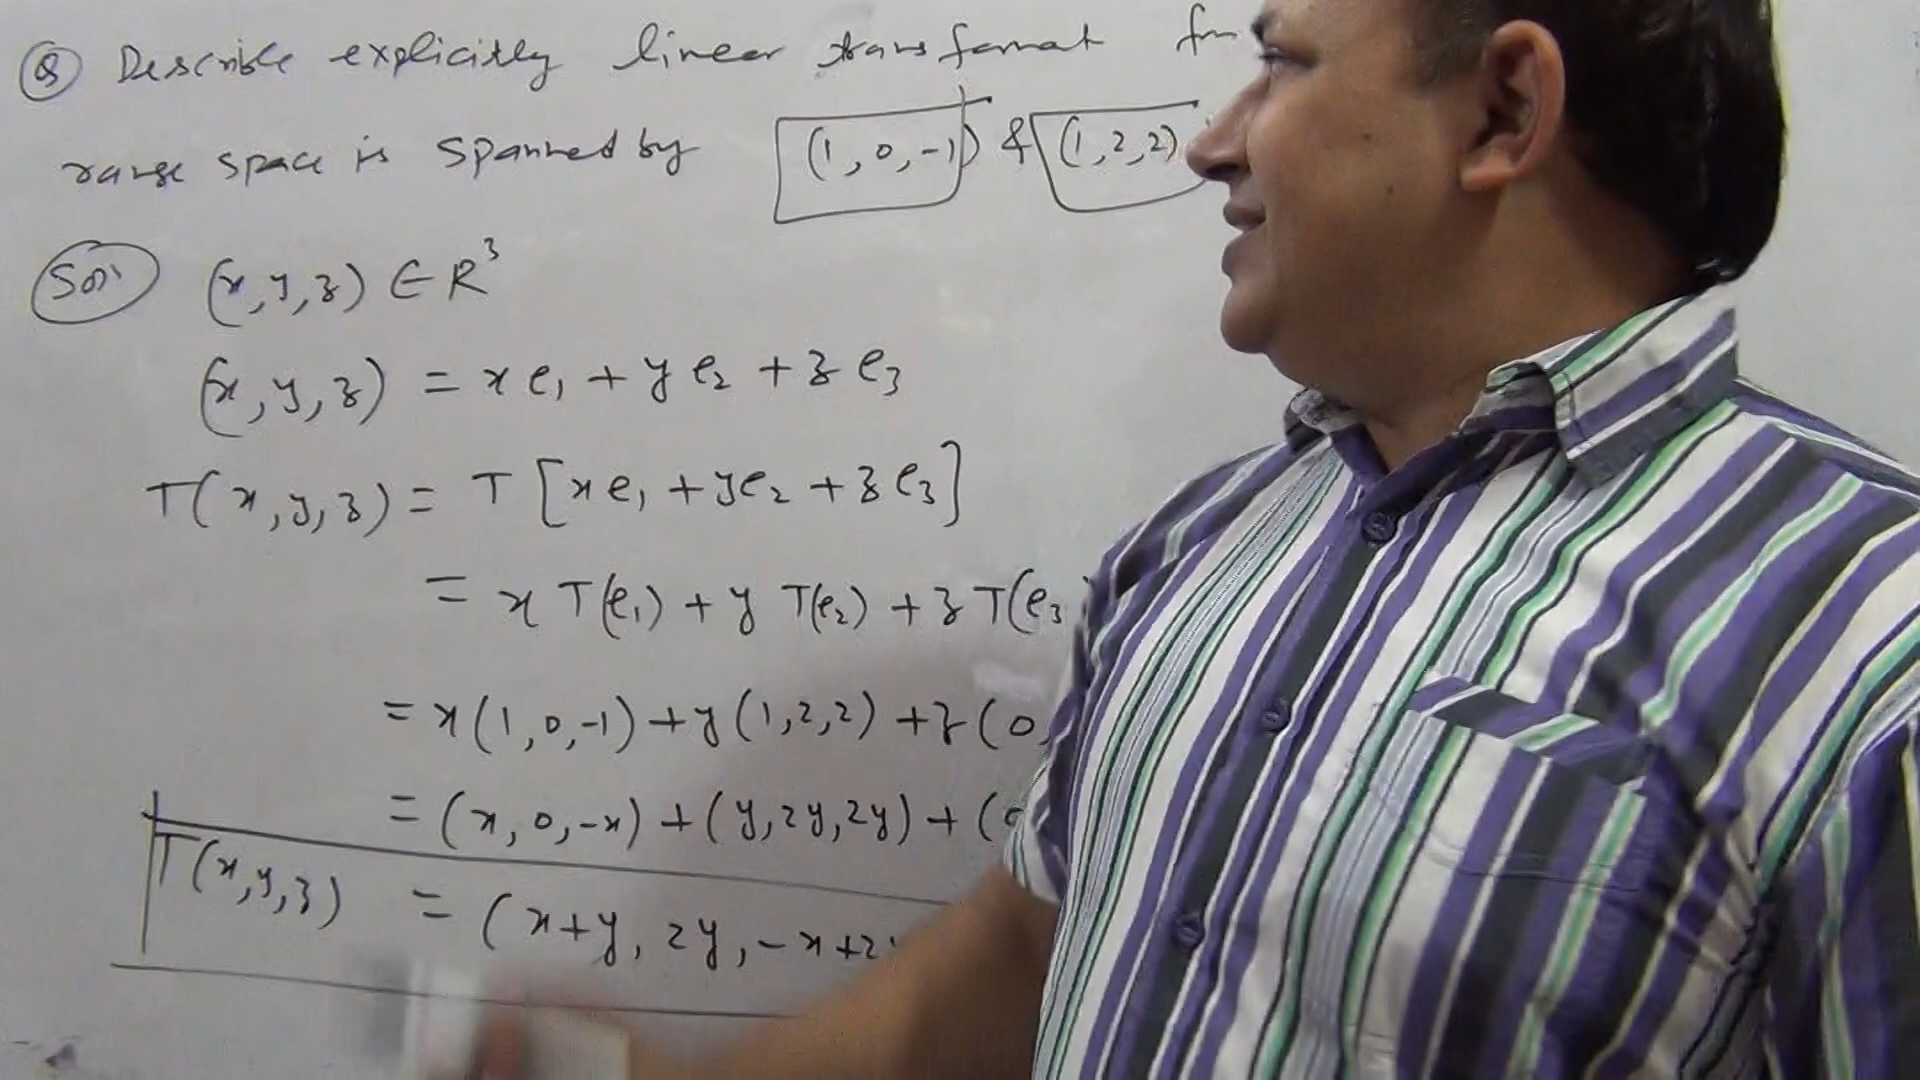 Q Describe explicitly linear transformat
range space is spanned by (1, 0, -1) & (1, 2, 2)
Sol (x, y, z) ∈ R³
(x, y, z) = x e₁ + y e₂ + z e₃
T(x, y, z) = T [x e₁ + y e₂ + z e₃]
= x T(e₁) + y T(e₂) + z T(e₃
= x(1, 0, -1) + y(1, 2, 2) + z(0,
= (x, 0, -x) + (y, 2y, 2y) + (
T(x, y, z) = (x+y, 2y, -x+2